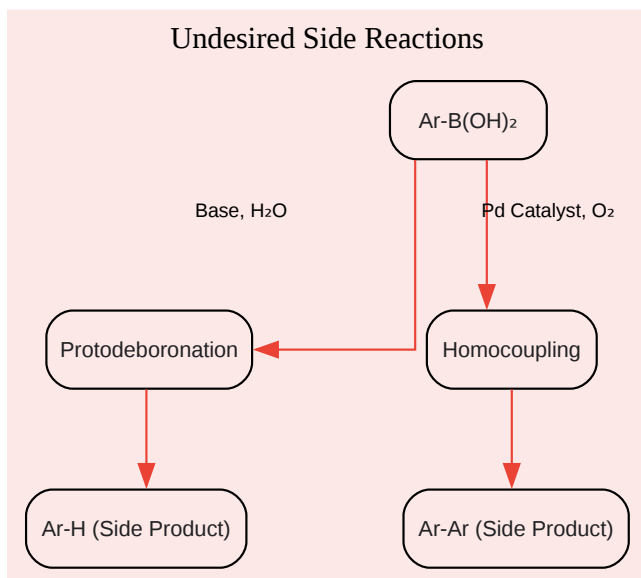 Undesired Side Reactions
Ar-B(OH)₂
Base, H₂O
Pd Catalyst, O₂
Protodeboronation
Homocoupling
Ar-H (Side Product)
Ar-Ar (Side Product)